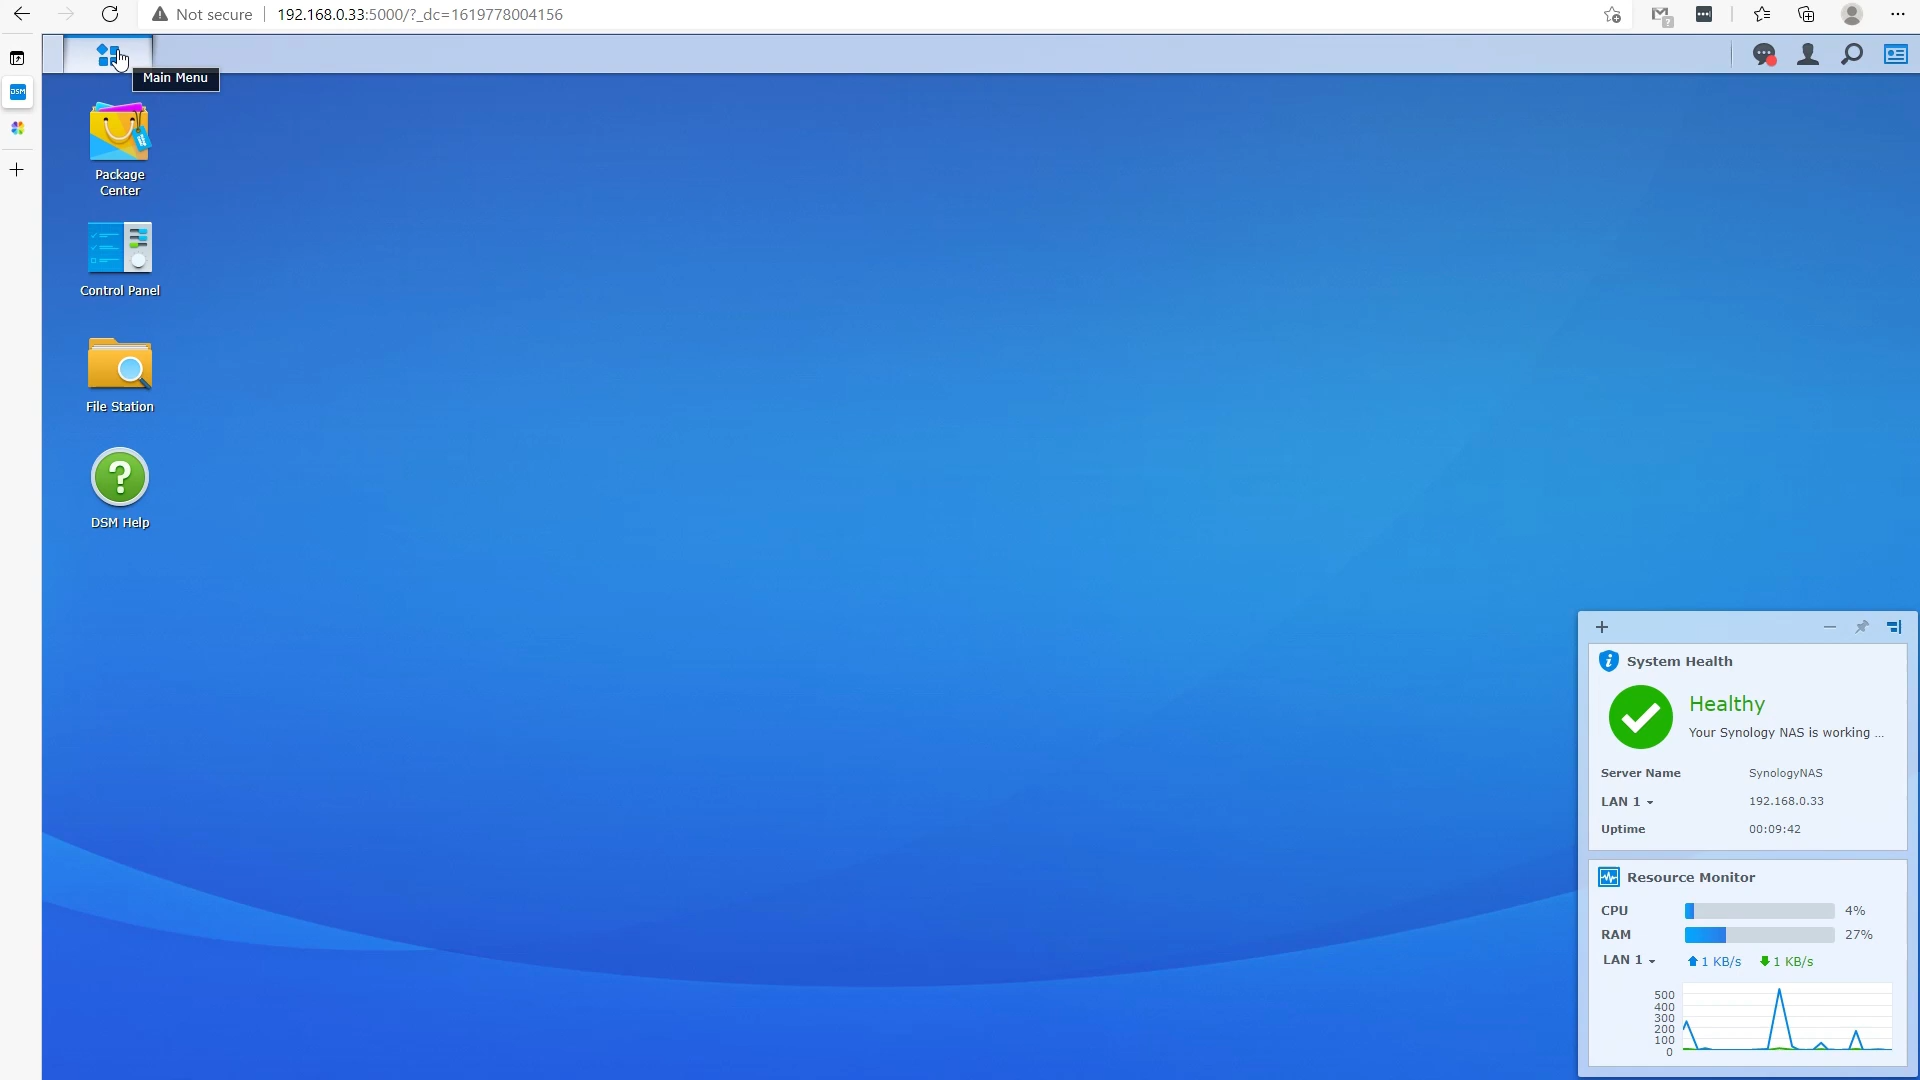 Not secure
192.168.0.33:5000/?_dc=1619778004156
Main Menu
DSM
Package
Center
Control Panel
File Station
?
DSM Help
System Health
Healthy
Your Synology NAS is working ...
Server Name SynologyNAS
LAN 1 192.168.0.33
Uptime 00:09:42
Resource Monitor
CPU 4%
RAM 27%
LAN 1 1 KB/s 1 KB/s
500
400
300
200
100
0